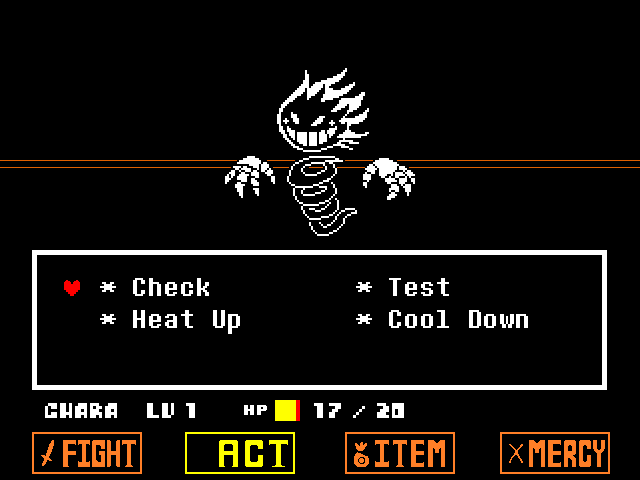 * Check * Test
* Heat Up * Cool Down
CHARA LV 1 HP 17 / 20
FIGHT ACT ITEM MERCY